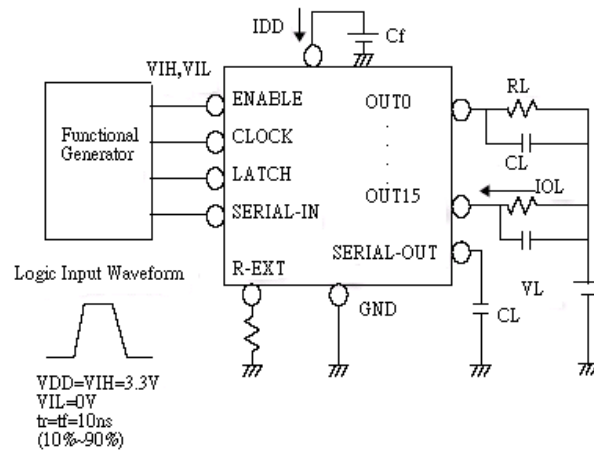 IDD
Cf
VIH,VIL
Functional
Generator
ENABLE
CLOCK
LATCH
SERIAL-IN
OUT0
OUT15
SERIAL-OUT
R-EXT
GND
RL
CL
IOL
VL
CL
Logic Input Waveform
VDD=VIH=3.3V
VIL=0V
tr=tf=10ns
(10%~90%)